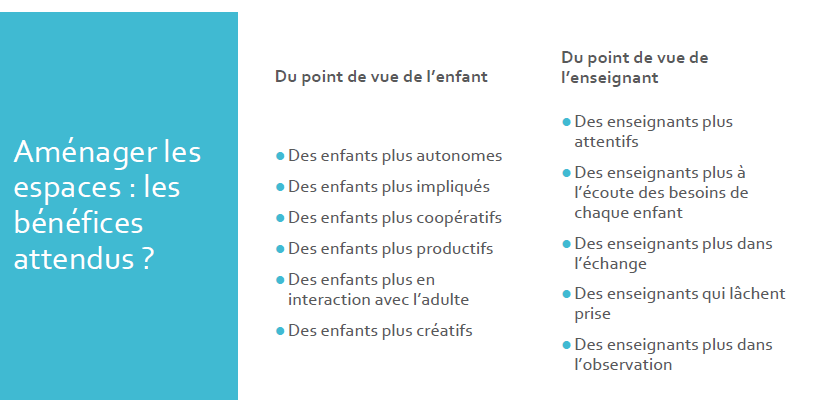 Aménager les
espaces : les
bénéfices
attendus ?
Du point de vue de l’enfant
● Des enfants plus autonomes
● Des enfants plus impliqués
● Des enfants plus coopératifs
● Des enfants plus productifs
● Des enfants plus en
interaction avec l’adulte
● Des enfants plus créatifs
Du point de vue de
l’enseignant
● Des enseignants plus
attentifs
● Des enseignants plus à
l’écoute des besoins de
chaque enfant
● Des enseignants plus dans
l’échange
● Des enseignants qui lâchent
prise
● Des enseignants plus dans
l’observation